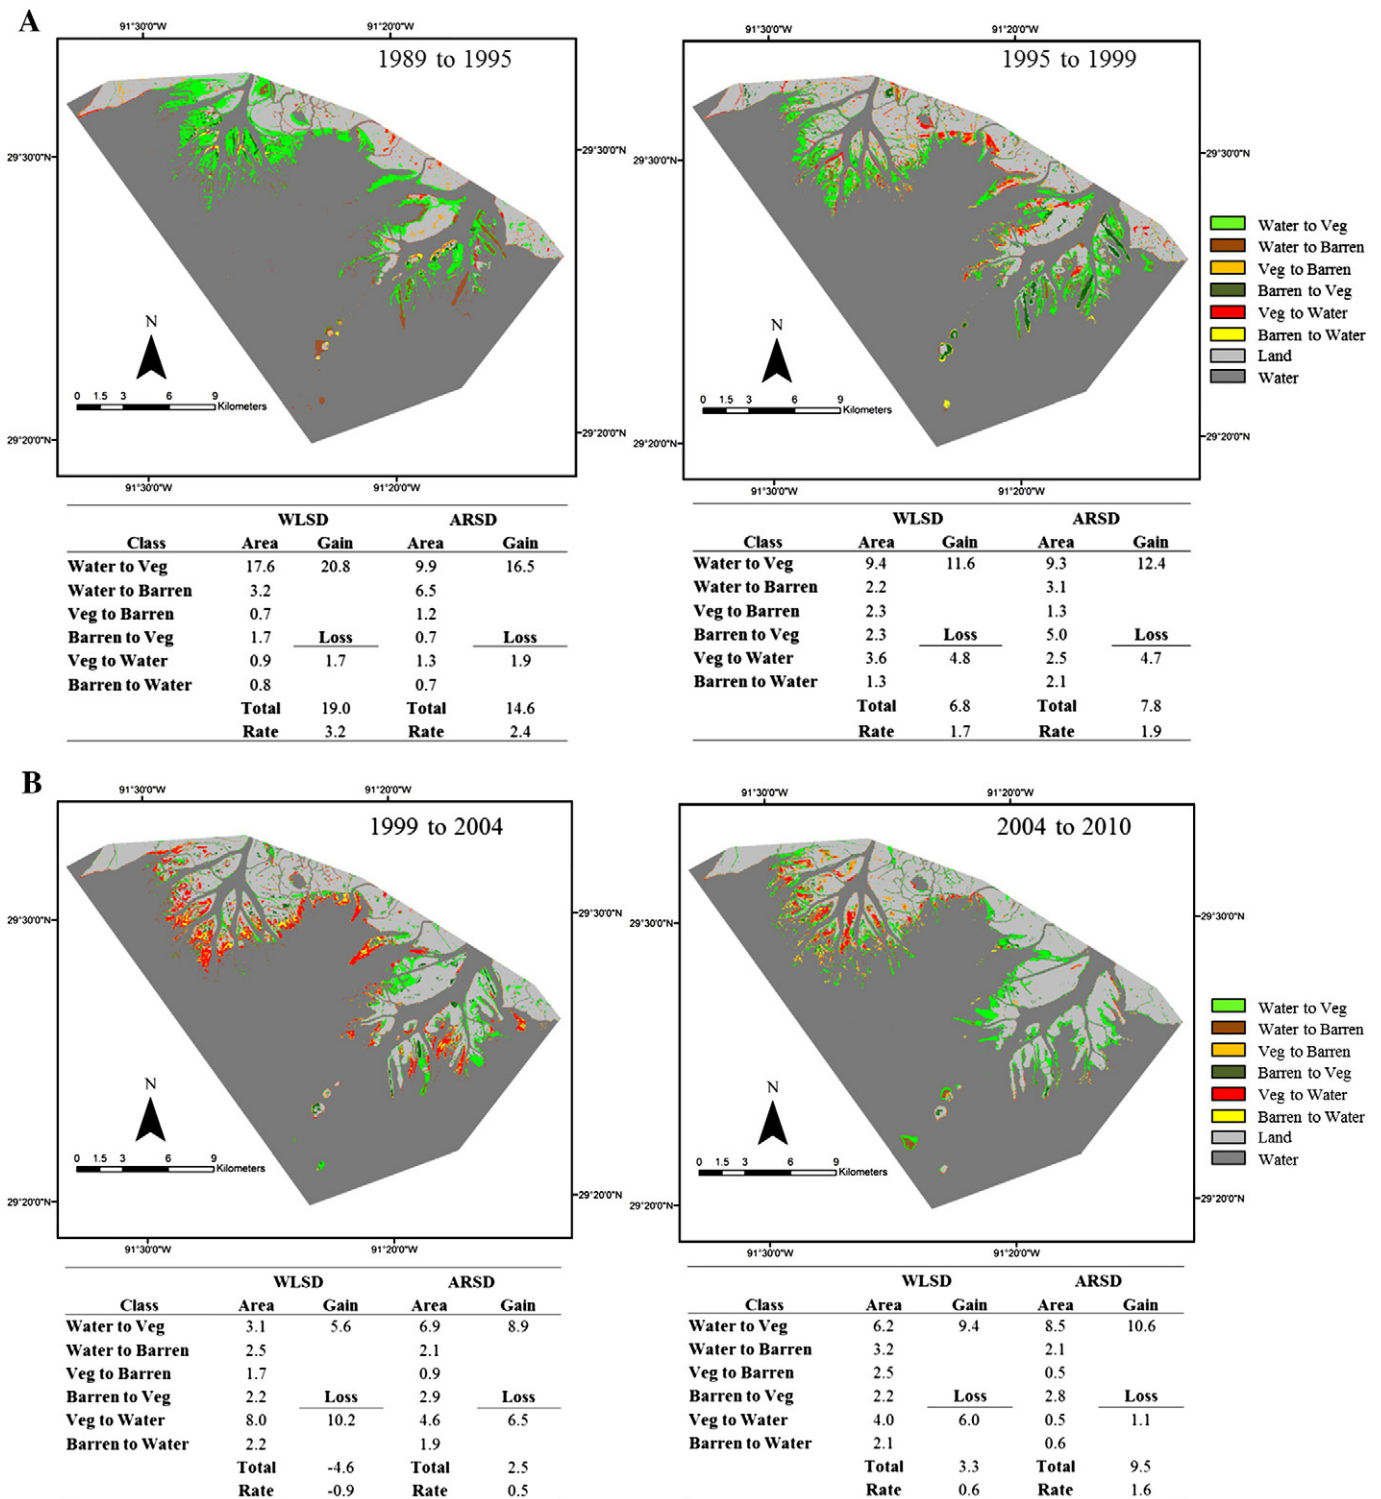 A
91°30'0"W 91°20'0"W
1989 to 1995
29°30'0"N 29°30'0"N
N
0 1.5 3 6 9
Kilometers
29°20'0"N 29°20'0"N
91°30'0"W 91°20'0"W
91°30'0"W 91°20'0"W
1995 to 1999
29°30'0"N 29°30'0"N
N
0 1.5 3 6 9
Kilometers
29°20'0"N 29°20'0"N
91°30'0"W 91°20'0"W
Water to Veg
Water to Barren
Veg to Barren
Barren to Veg
Veg to Water
Barren to Water
Land
Water
WLSD ARSD
Class Area Gain Area Gain
Water to Veg 17.6 20.8 9.9 16.5
Water to Barren 3.2 6.5
Veg to Barren 0.7 1.2
Barren to Veg 1.7 Loss 0.7 Loss
Veg to Water 0.9 1.7 1.3 1.9
Barren to Water 0.8 0.7
Total 19.0 Total 14.6
Rate 3.2 Rate 2.4
WLSD ARSD
Class Area Gain Area Gain
Water to Veg 9.4 11.6 9.3 12.4
Water to Barren 2.2 3.1
Veg to Barren 2.3 1.3
Barren to Veg 2.3 Loss 5.0 Loss
Veg to Water 3.6 4.8 2.5 4.7
Barren to Water 1.3 2.1
Total 6.8 Total 7.8
Rate 1.7 Rate 1.9
B
91°30'0"W 91°20'0"W
1999 to 2004
29°30'0"N 29°30'0"N
N
0 1.5 3 6 9
Kilometers
29°20'0"N 29°20'0"N
91°30'0"W 91°20'0"W
91°30'0"W 91°20'0"W
2004 to 2010
29°30'0"N 29°30'0"N
N
0 1.5 3 6 9
Kilometers
29°20'0"N 29°20'0"N
91°30'0"W 91°20'0"W
Water to Veg
Water to Barren
Veg to Barren
Barren to Veg
Veg to Water
Barren to Water
Land
Water
WLSD ARSD
Class Area Gain Area Gain
Water to Veg 3.1 5.6 6.9 8.9
Water to Barren 2.5 2.1
Veg to Barren 1.7 0.9
Barren to Veg 2.2 Loss 2.9 Loss
Veg to Water 8.0 10.2 4.6 6.5
Barren to Water 2.2 1.9
Total -4.6 Total 2.5
Rate -0.9 Rate 0.5
WLSD ARSD
Class Area Gain Area Gain
Water to Veg 6.2 9.4 8.5 10.6
Water to Barren 3.2 2.1
Veg to Barren 2.5 0.5
Barren to Veg 2.2 Loss 2.8 Loss
Veg to Water 4.0 6.0 0.5 1.1
Barren to Water 2.1 0.6
Total 3.3 Total 9.5
Rate 0.6 Rate 1.6